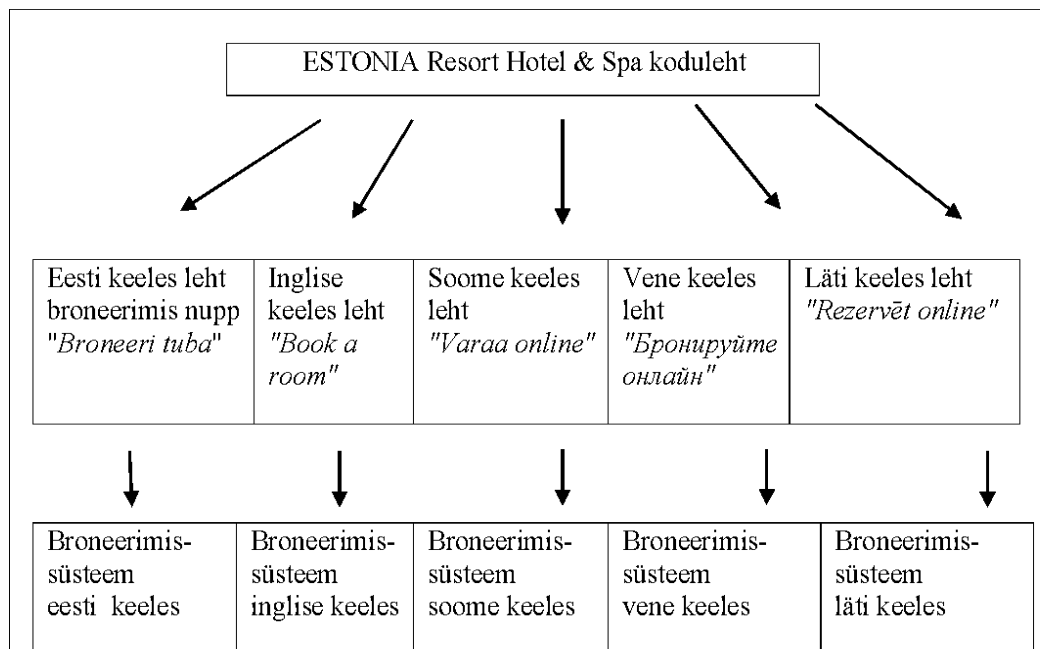 ESTONIA Resort Hotel & Spa koduleht
Eesti keeles leht
broneerimis nupp
"Broneeri tuba"
Inglise
keeles leht
"Book a
room"
Soome keeles
leht
"Varaa online"
Vene keeles
leht
"Бронируйте
онлайн"
Läti keeles leht
"Rezervēt online"
Broneerimis-
süsteem
eesti keeles
Broneerimis-
süsteem
inglise keeles
Broneerimis-
süsteem
soome keeles
Broneerimis-
süsteem
vene keeles
Broneerimis-
süsteem
läti keeles